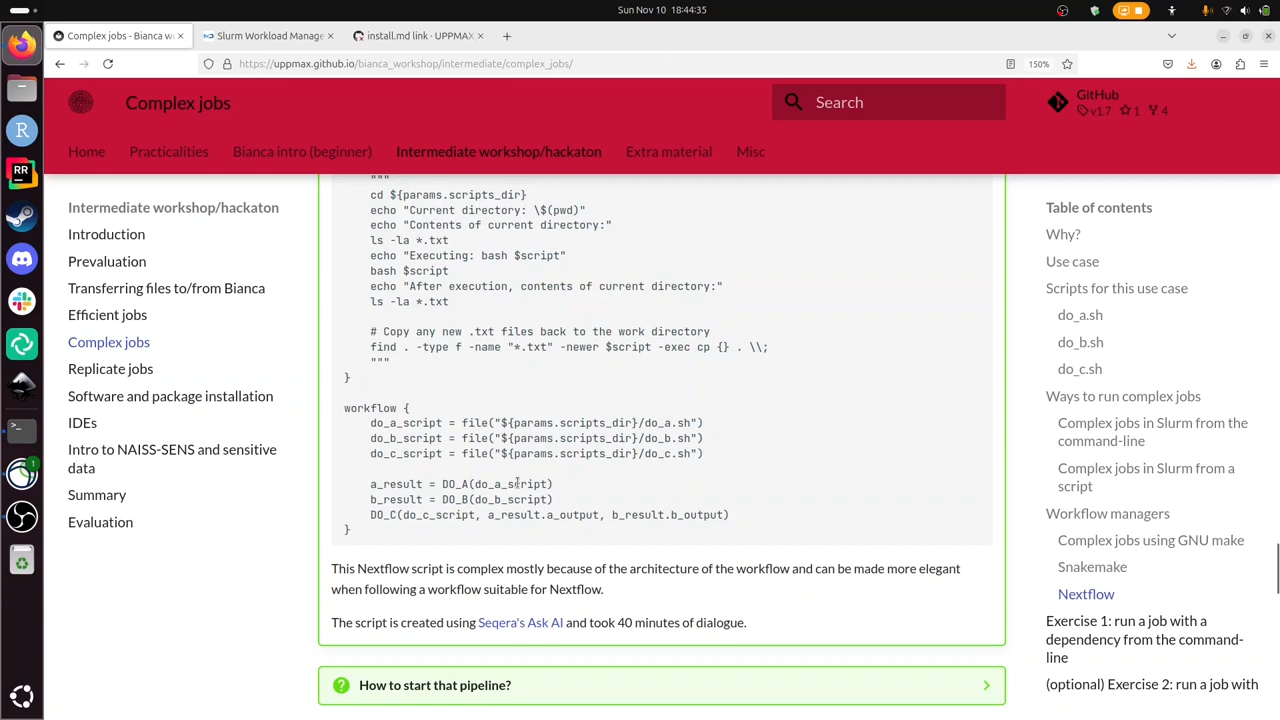 Sun Nov 10  18:44:35
Complex jobs - Bianca w
Slurm Workload Manage
install.md link · UPPMAX
https://uppmax.github.io/bianca_workshop/intermediate/complex_jobs/
150%
Complex jobs
Search
GitHub
v1.7 1 4
Home
Practicalities
Bianca intro (beginner)
Intermediate workshop/hackaton
Extra material
Misc
Intermediate workshop/hackaton
Introduction
Prevaluation
Transferring files to/from Bianca
Efficient jobs
Complex jobs
Replicate jobs
Software and package installation
IDEs
Intro to NAISS-SENS and sensitive
data
Summary
Evaluation
"""
cd ${params.scripts_dir}
echo "Current directory: \$(pwd)"
echo "Contents of current directory:"
ls -la *.txt
echo "Executing: bash $script"
bash $script
echo "After execution, contents of current directory:"
ls -la *.txt
# Copy any new .txt files back to the work directory
find . -type f -name "*.txt" -newer $script -exec cp {} . \\;
"""
}
workflow {
do_a_script = file("${params.scripts_dir}/do_a.sh")
do_b_script = file("${params.scripts_dir}/do_b.sh")
do_c_script = file("${params.scripts_dir}/do_c.sh")
a_result = DO_A(do_a_script)
b_result = DO_B(do_b_script)
DO_C(do_c_script, a_result.a_output, b_result.b_output)
}
This Nextflow script is complex mostly because of the architecture of the workflow and can be made more elegant
when following a workflow suitable for Nextflow.
The script is created using Seqera's Ask AI and took 40 minutes of dialogue.
How to start that pipeline?
Table of contents
Why?
Use case
Scripts for this use case
do_a.sh
do_b.sh
do_c.sh
Ways to run complex jobs
Complex jobs in Slurm from the
command-line
Complex jobs in Slurm from a
script
Workflow managers
Complex jobs using GNU make
Snakemake
Nextflow
Exercise 1: run a job with a
dependency from the command-
line
(optional) Exercise 2: run a job with
R
RR
1